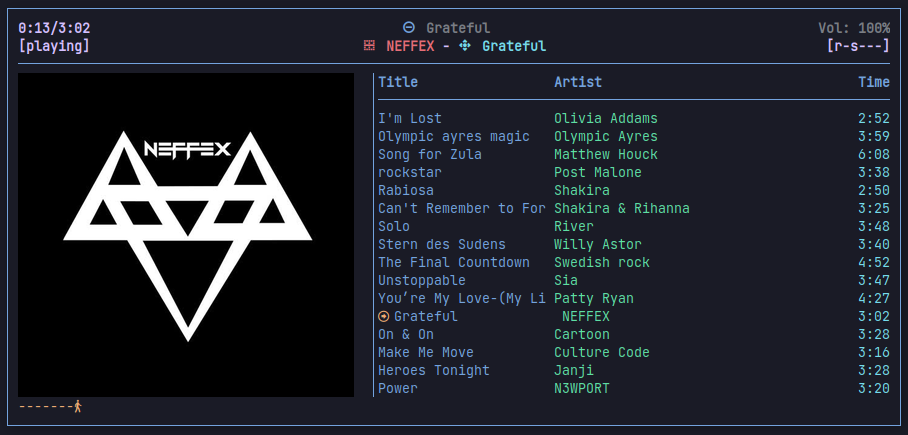 0:13/3:02 Grateful Vol: 100%
[playing] NEFFEX - Grateful [r-s---]
NEFFEX
Title Artist Time
I'm Lost Olivia Addams 2:52
Olympic ayres magic Olympic Ayres 3:59
Song for Zula Matthew Houck 6:08
rockstar Post Malone 3:38
Rabiosa Shakira 2:50
Can't Remember to For Shakira & Rihanna 3:25
Solo River 3:48
Stern des Sudens Willy Astor 3:40
The Final Countdown Swedish rock 4:52
Unstoppable Sia 3:47
You’re My Love-(My Li Patty Ryan 4:27
Grateful NEFFEX 3:02
On & On Cartoon 3:28
Make Me Move Culture Code 3:16
Heroes Tonight Janji 3:28
Power N3WPORT 3:20
-------